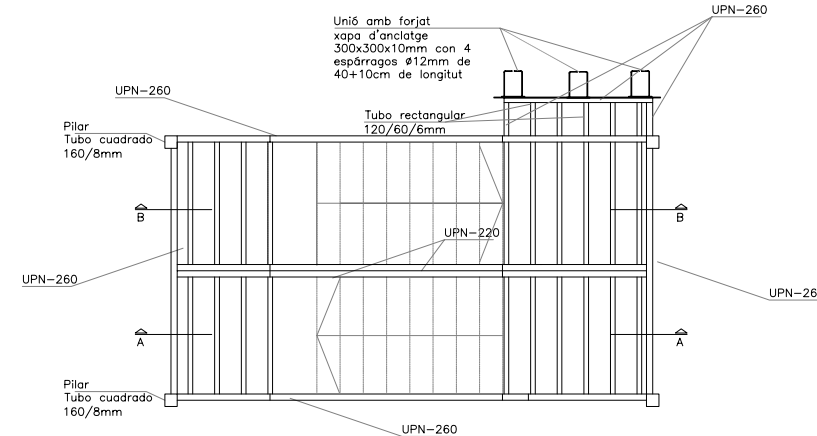 UPN-260
Unió amb forjat
xapa d'anclatge
300x300x10mm con 4
espárragos Ø12mm de
40+10cm de longitut
UPN-260
Tubo rectangular
120/60/6mm
Pilar
Tubo cuadrado
160/8mm
B
B
UPN-220
UPN-260
UPN-26
A
A
Pilar
Tubo cuadrado
160/8mm
UPN-260